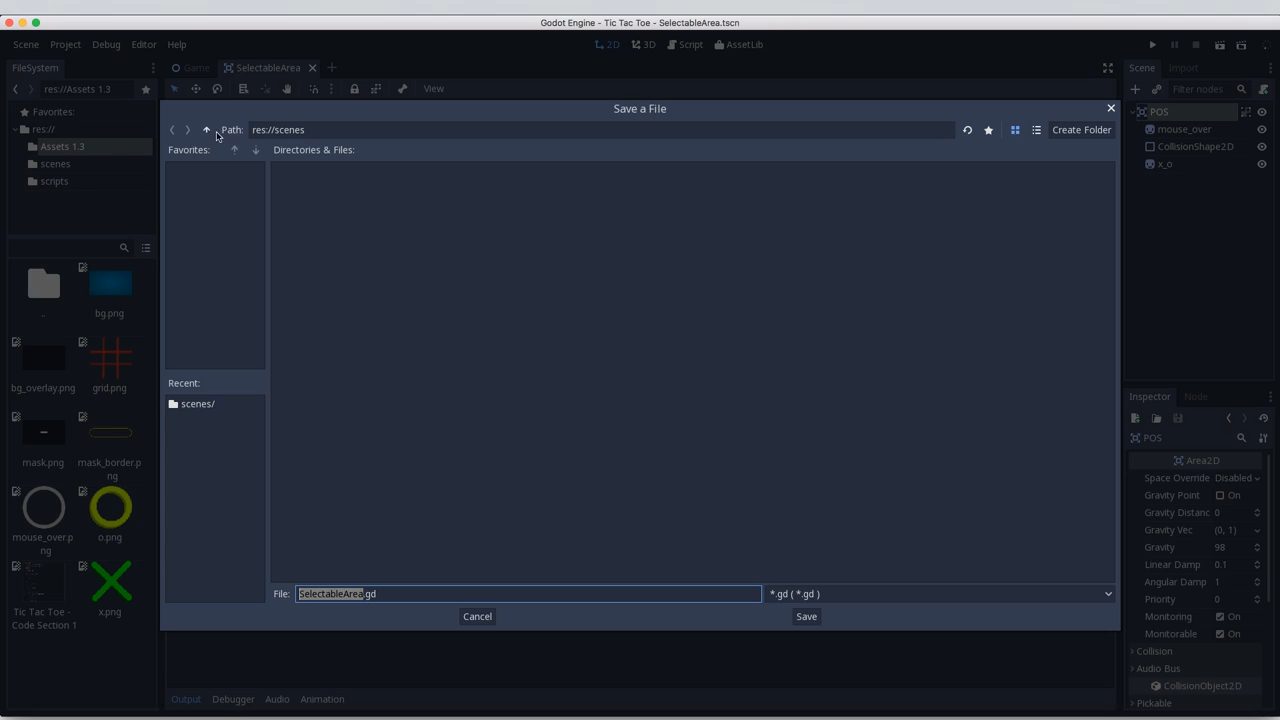 Godot Engine - Tic Tac Toe - SelectableArea.tscn
Scene Project Debug Editor Help 2D 3D Script AssetLib
FileSystem Game SelectableArea Scene Import
res://Assets 1.3 View Filter nodes
Save a File
Favorites: POS
res:// Path: res://scenes Create Folder mouse_over
Assets 1.3 Favorites: Directories & Files: CollisionShape2D
scenes x_o
scripts
.. bg.png
bg_overlay.png grid.png
Recent:
Inspector Node
scenes/
POS
mask.png mask_border.p
ng
Area2D
Space Override Disabled
Gravity Point On
Gravity Distanc 0
Gravity Vec (0, 1)
mouse_over.p
ng
o.png
Gravity 98
Linear Damp 0.1
Angular Damp 1
File: SelectableArea.gd *.gd ( *.gd )
Priority 0
Tic Tac Toe -
Code Section 1
x.png
Cancel Save
Monitoring On
Monitorable On
Collision
Audio Bus
CollisionObject2D
Output Debugger Audio Animation
Pickable